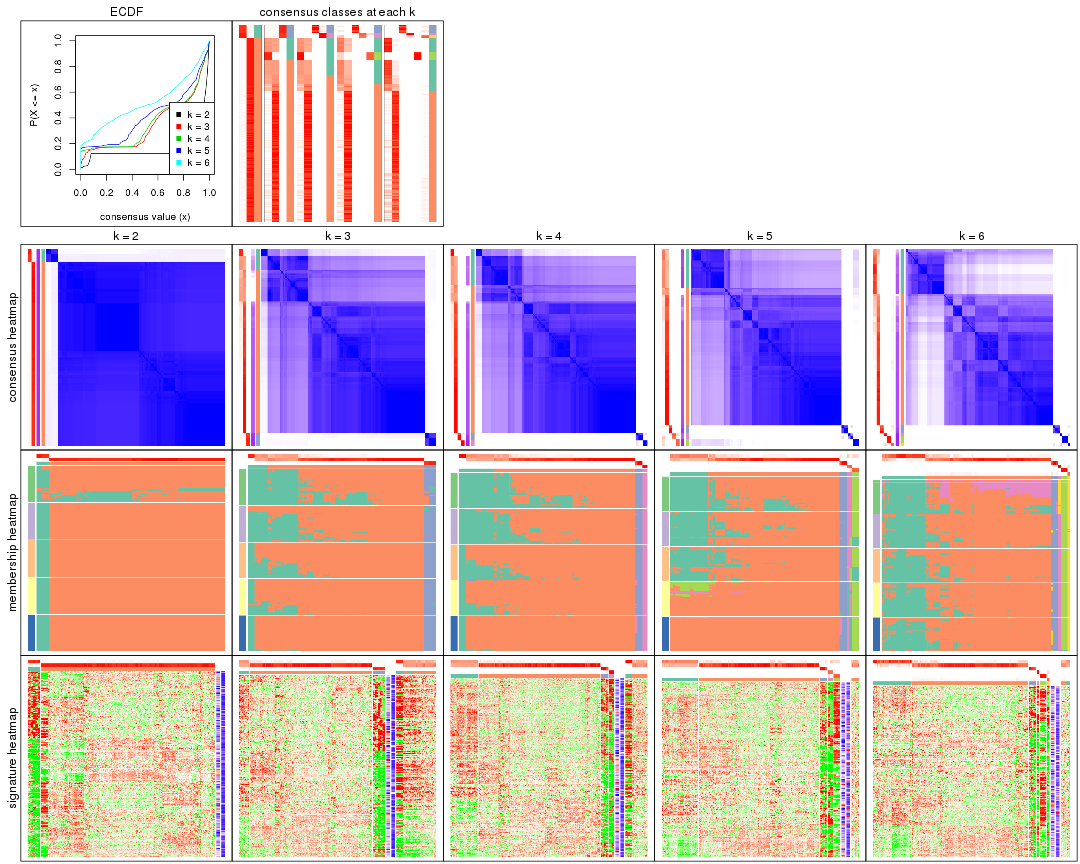 ECDF
consensus classes at each k
P(X <= x)
1.0
0.8
0.6
0.4
0.2
0.0
k = 2
k = 3
k = 4
k = 5
k = 6
0.0 0.2 0.4 0.6 0.8 1.0
consensus value (x)
k = 2 k = 3 k = 4 k = 5 k = 6
consensus heatmap
membership heatmap
signature heatmap